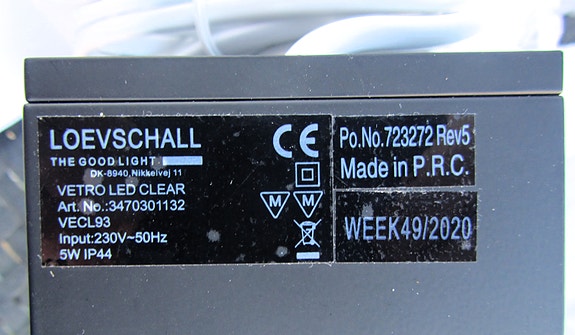 LOEVSCHALL
THE GOOD LIGHT
DK-8940, Nikkelvej 11
VETRO LED CLEAR
Art. No.:3470301132
VECL93
Input:230V~50Hz
5W IP44
CE
M M
Po.No.723272 Rev5
Made in P.R.C.
WEEK49/2020